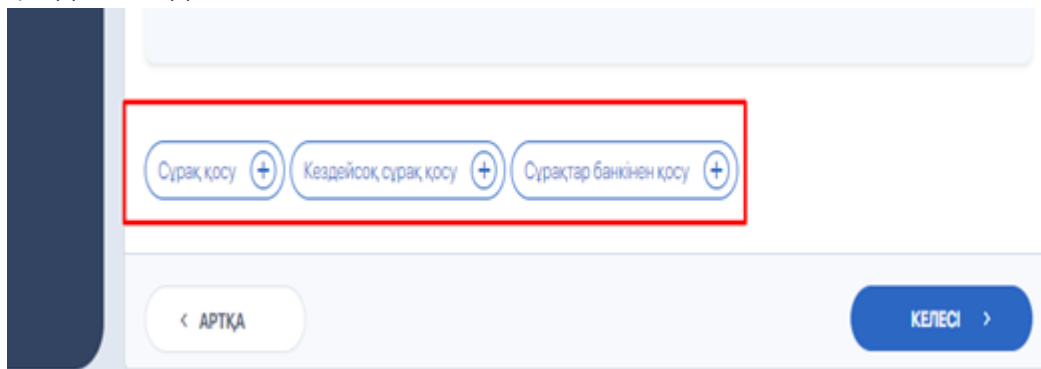 Сұрақ қосу
Кездейсоқ сұрақ қосу
Сұрақтар банкінен қосу
АРТҚА
КЕЛЕСІ